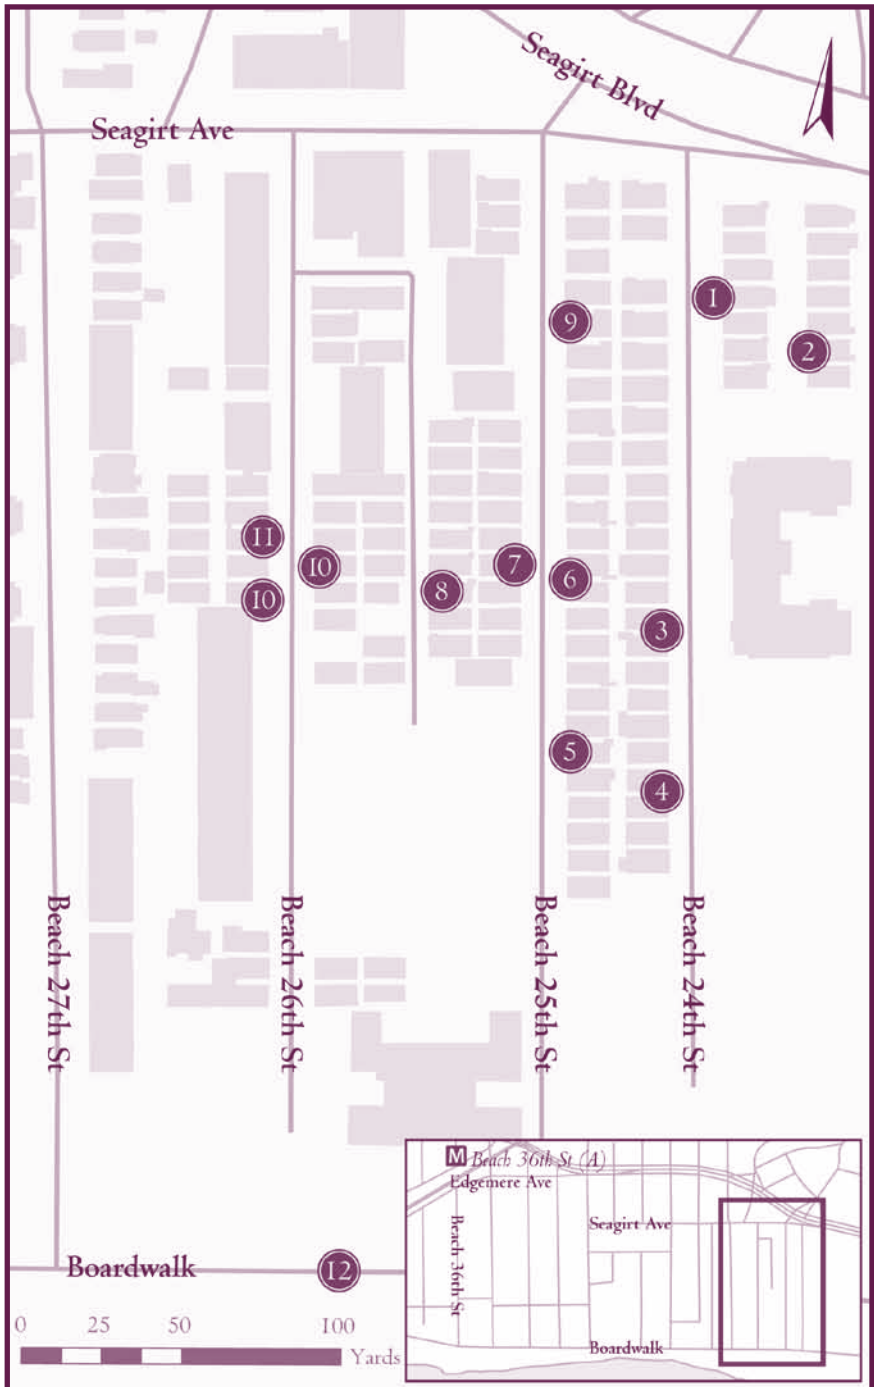 Seagirt Blvd
Seagirt Ave
1
9
2
11
10
7
6
8
10
3
5
4
Beach 27th St
Beach 26th St
Beach 25th St
Beach 24th St
M Beach 36th St (A)
Edgemere Ave
Beach 36th St
Seagirt Ave
Boardwalk
Boardwalk
12
0 25 50 100
Yards